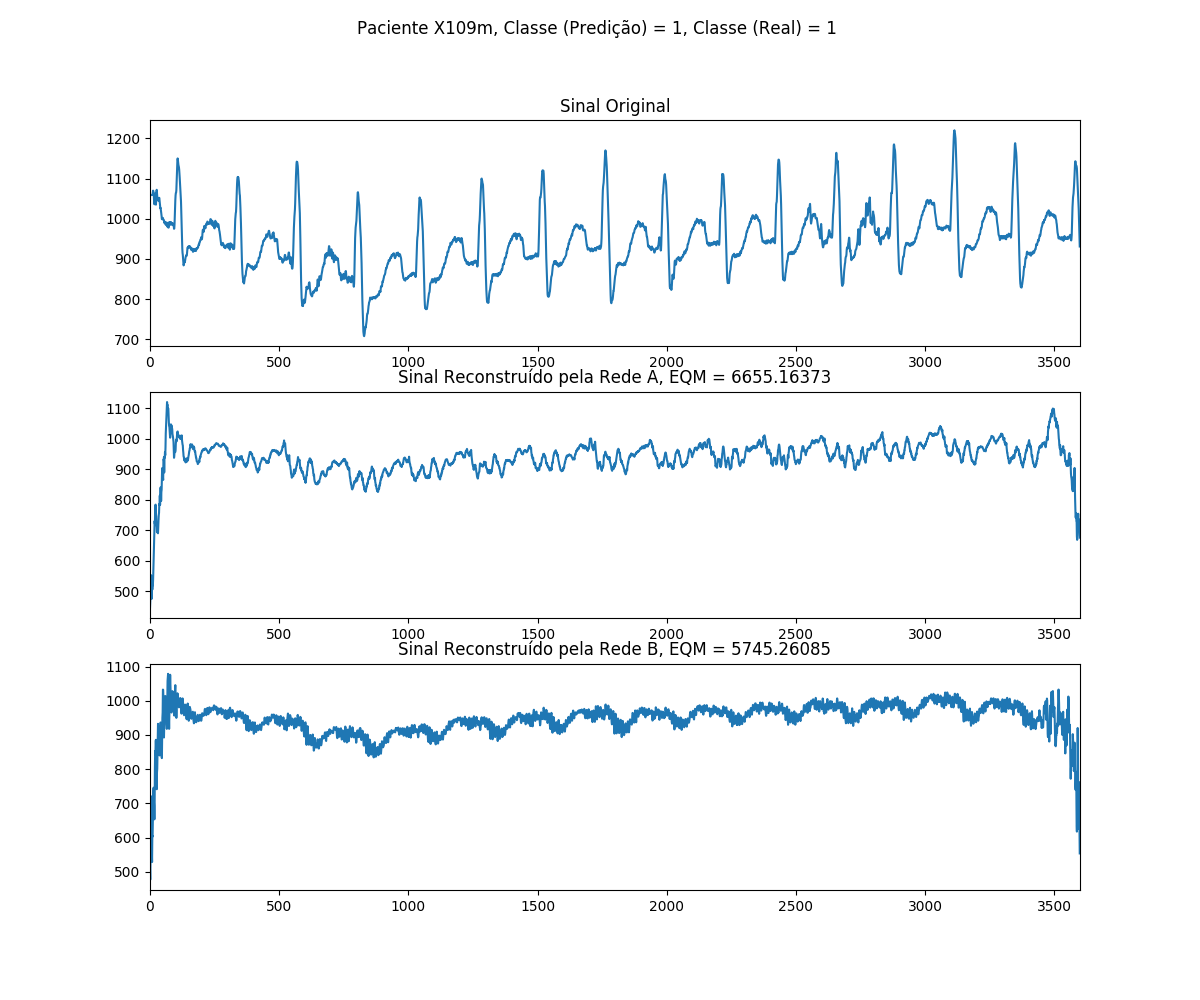 Paciente X109m, Classe (Predição) = 1, Classe (Real) = 1
Sinal Original
1200
1100
1000
900
800
700
0 500 1000 1500 2000 2500 3000 3500
Sinal Reconstruído pela Rede A, EQM = 6655.16373
1100
1000
900
800
700
600
500
0 500 1000 1500 2000 2500 3000 3500
Sinal Reconstruído pela Rede B, EQM = 5745.26085
1100
1000
900
800
700
600
500
0 500 1000 1500 2000 2500 3000 3500